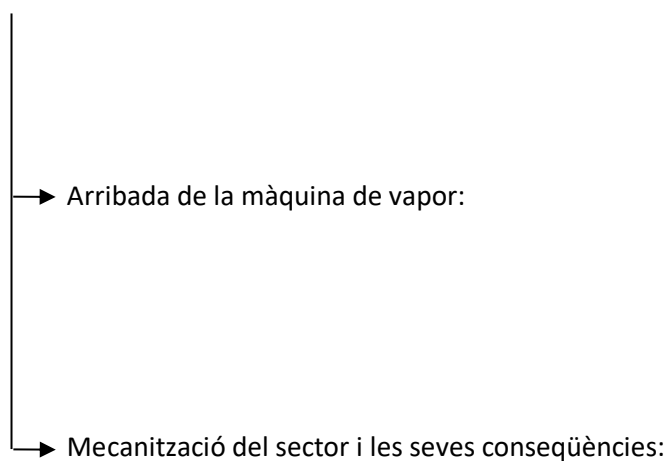 Arribada de la màquina de vapor:
Mecanització del sector i les seves conseqüències: